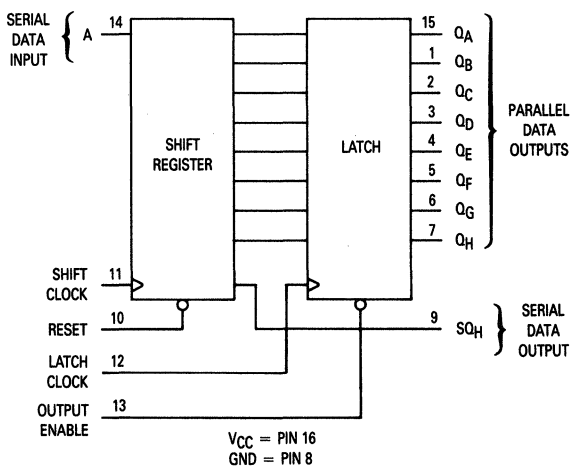 SERIAL
DATA
INPUT
A
14
SHIFT
REGISTER
LATCH
15
QA
1
QB
2
QC
3
QD
4
QE
5
QF
6
QG
7
QH
PARALLEL
DATA
OUTPUTS
SHIFT
CLOCK
11
RESET
10
LATCH
CLOCK
12
OUTPUT
ENABLE
13
9
SQH
SERIAL
DATA
OUTPUT
VCC = PIN 16
GND = PIN 8